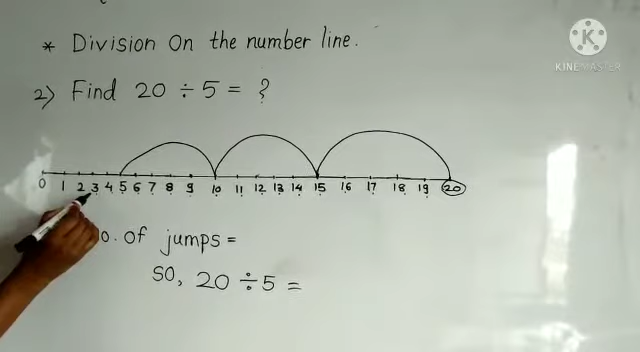 * Division On the number line.
2) Find 20 ÷ 5 = ?
0 1 2 3 4 5 6 7 8 9 10 11 12 13 14 15 16 17 18 19 20
o. of jumps =
so, 20 ÷ 5 =
K
KINEMASTER